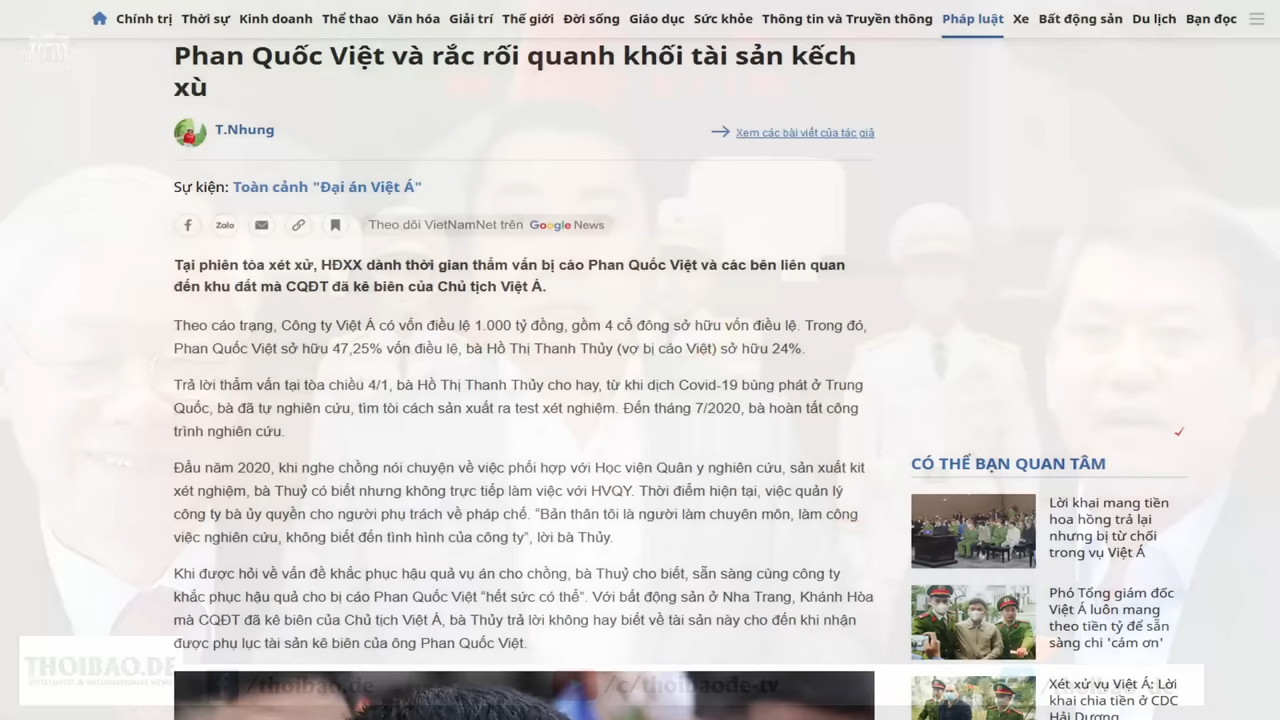 Chính trị Thời sự Kinh doanh Thể thao Văn hóa Giải trí Thế giới Đời sống Giáo dục Sức khỏe Thông tin và Truyền thông Pháp luật Xe Bất động sản Du lịch Bạn đọc
Phan Quốc Việt và rắc rối quanh khối tài sản kếch
xù
T.Nhung
Xem các bài viết của tác giả
Sự kiện: Toàn cảnh "Đại án Việt Á"
Zalo
Theo dõi VietNamNet trên Google News
Tại phiên tòa xét xử, HĐXX dành thời gian thẩm vấn bị cáo Phan Quốc Việt và các bên liên quan
đến khu đất mà CQĐT đã kê biên của Chủ tịch Việt Á.
Theo cáo trạng, Công ty Việt Á có vốn điều lệ 1.000 tỷ đồng, gồm 4 cổ đông sở hữu vốn điều lệ. Trong đó,
Phan Quốc Việt sở hữu 47,25% vốn điều lệ, bà Hồ Thị Thanh Thủy (vợ bị cáo Việt) sở hữu 24%.
Trả lời thẩm vấn tại tòa chiều 4/1, bà Hồ Thị Thanh Thủy cho hay, từ khi dịch Covid-19 bùng phát ở Trung
Quốc, bà đã tự nghiên cứu, tìm tòi cách sản xuất ra test xét nghiệm. Đến tháng 7/2020, bà hoàn tất công
trình nghiên cứu.
Đầu năm 2020, khi nghe chồng nói chuyện về việc phối hợp với Học viện Quân y nghiên cứu, sản xuất kit
xét nghiệm, bà Thuỷ có biết nhưng không trực tiếp làm việc với HVQY. Thời điểm hiện tại, việc quản lý
công ty bà ủy quyền cho người phụ trách về pháp chế. “Bản thân tôi là người làm chuyên môn, làm công
việc nghiên cứu, không biết đến tình hình của công ty”, lời bà Thủy.
Khi được hỏi về vấn đề khắc phục hậu quả vụ án cho chồng, bà Thuỷ cho biết, sẵn sàng cùng công ty
khắc phục hậu quả cho bị cáo Phan Quốc Việt “hết sức có thể”. Với bất động sản ở Nha Trang, Khánh Hòa
mà CQĐT đã kê biên của Chủ tịch Việt Á, bà Thủy trả lời không hay biết về tài sản này cho đến khi nhận
được phụ lục tài sản kê biên của ông Phan Quốc Việt.
CÓ THỂ BẠN QUAN TÂM
Lời khai mang tiền
hoa hồng trả lại
nhưng bị từ chối
trong vụ Việt Á
Phó Tổng giám đốc
Việt Á luôn mang
theo tiền tỷ để sẵn
sàng chi 'cám ơn'
Xét xử vụ Việt Á: Lời
khai chia tiền ở CDC
Hải Dương
THOIBAO.DE
/thoibao.de
/c/thoibaode-tv